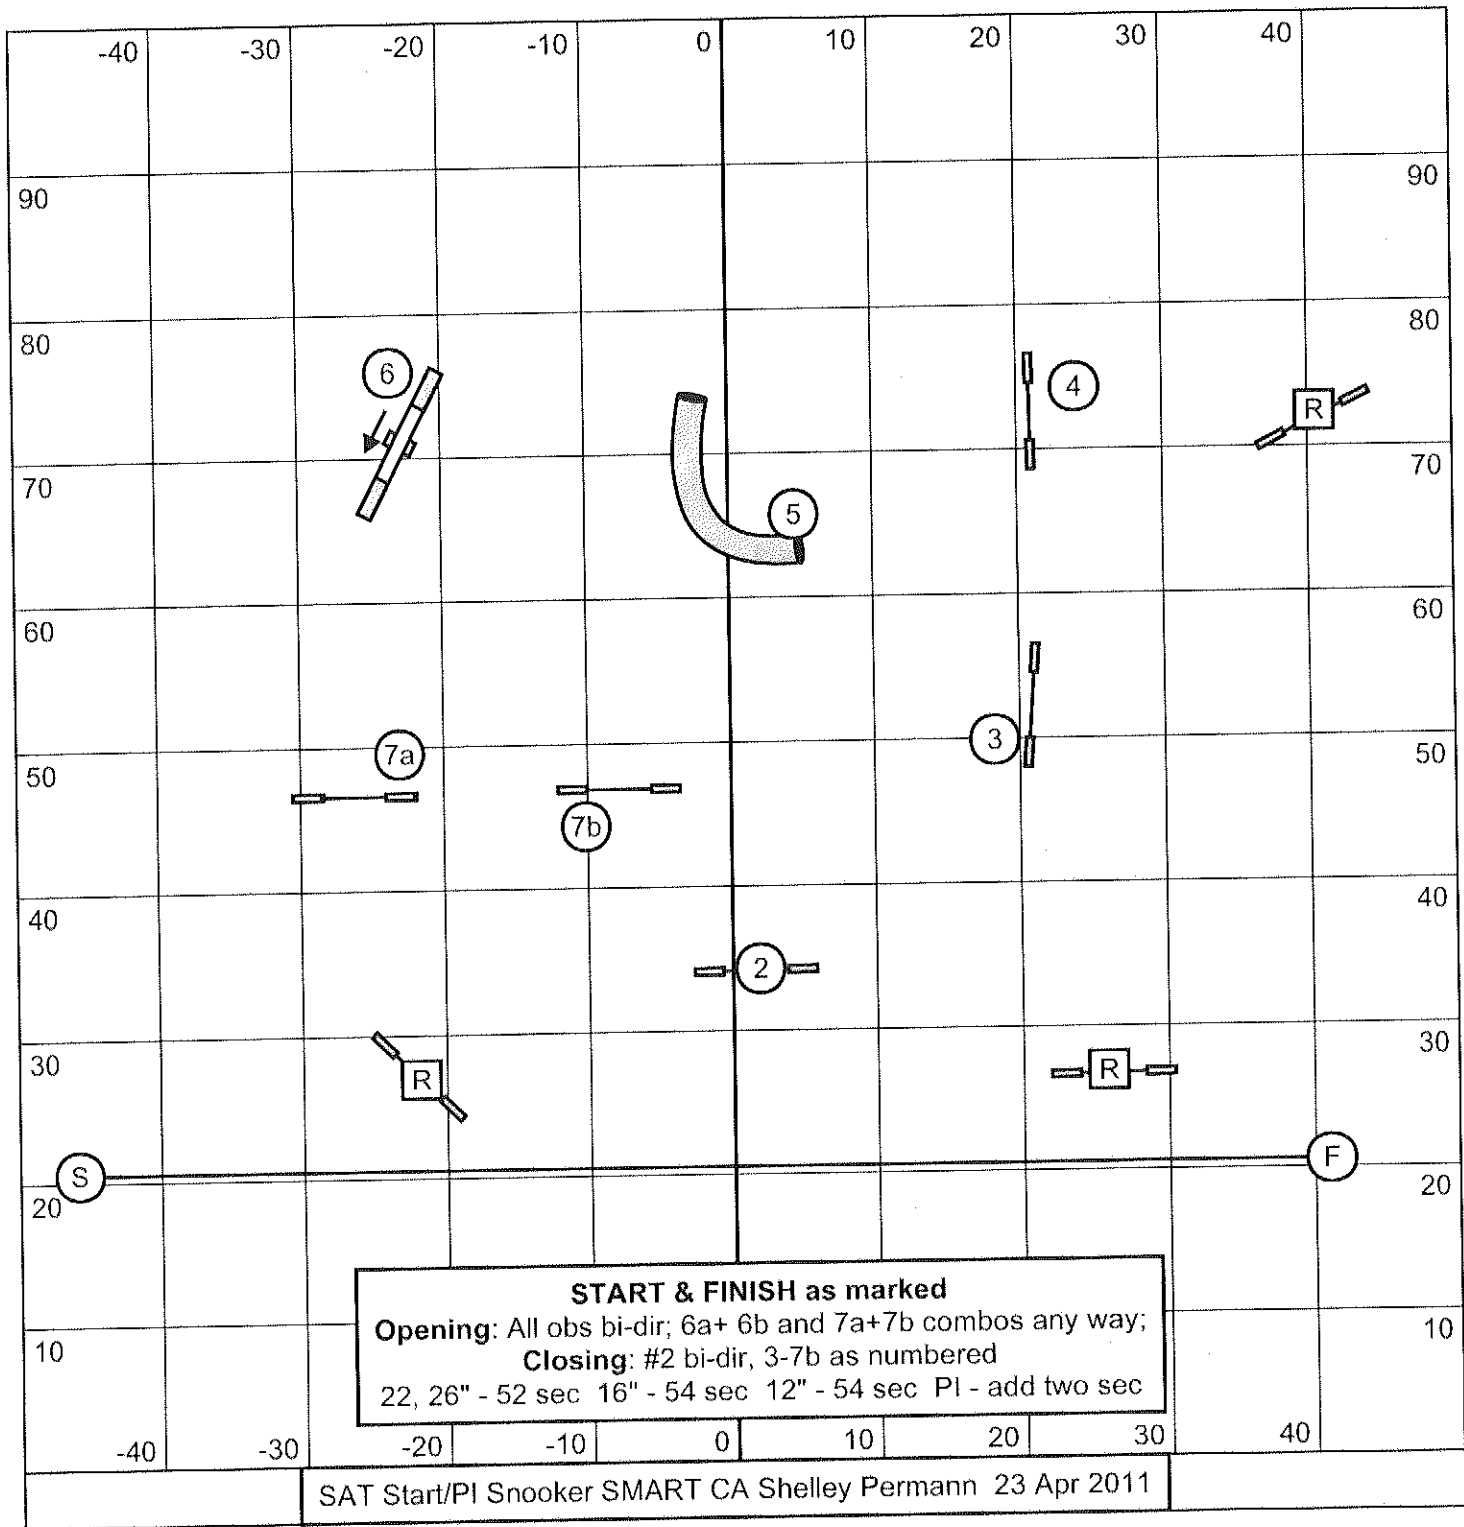 -40 -30 -20 -10 0 10 20 30 40
90 90
80 80
6 4 R
70 70
5
60 60
3
7a
50 50
7b
40 40
2
30 R R 30
S F
20 20
START & FINISH as marked
Opening: All obs bi-dir; 6a+ 6b and 7a+7b combos any way;
Closing: #2 bi-dir, 3-7b as numbered
22, 26" - 52 sec 16" - 54 sec 12" - 54 sec PI - add two sec
10 10
-40 -30 -20 -10 0 10 20 30 40
SAT Start/PI Snooker SMART CA Shelley Permann 23 Apr 2011